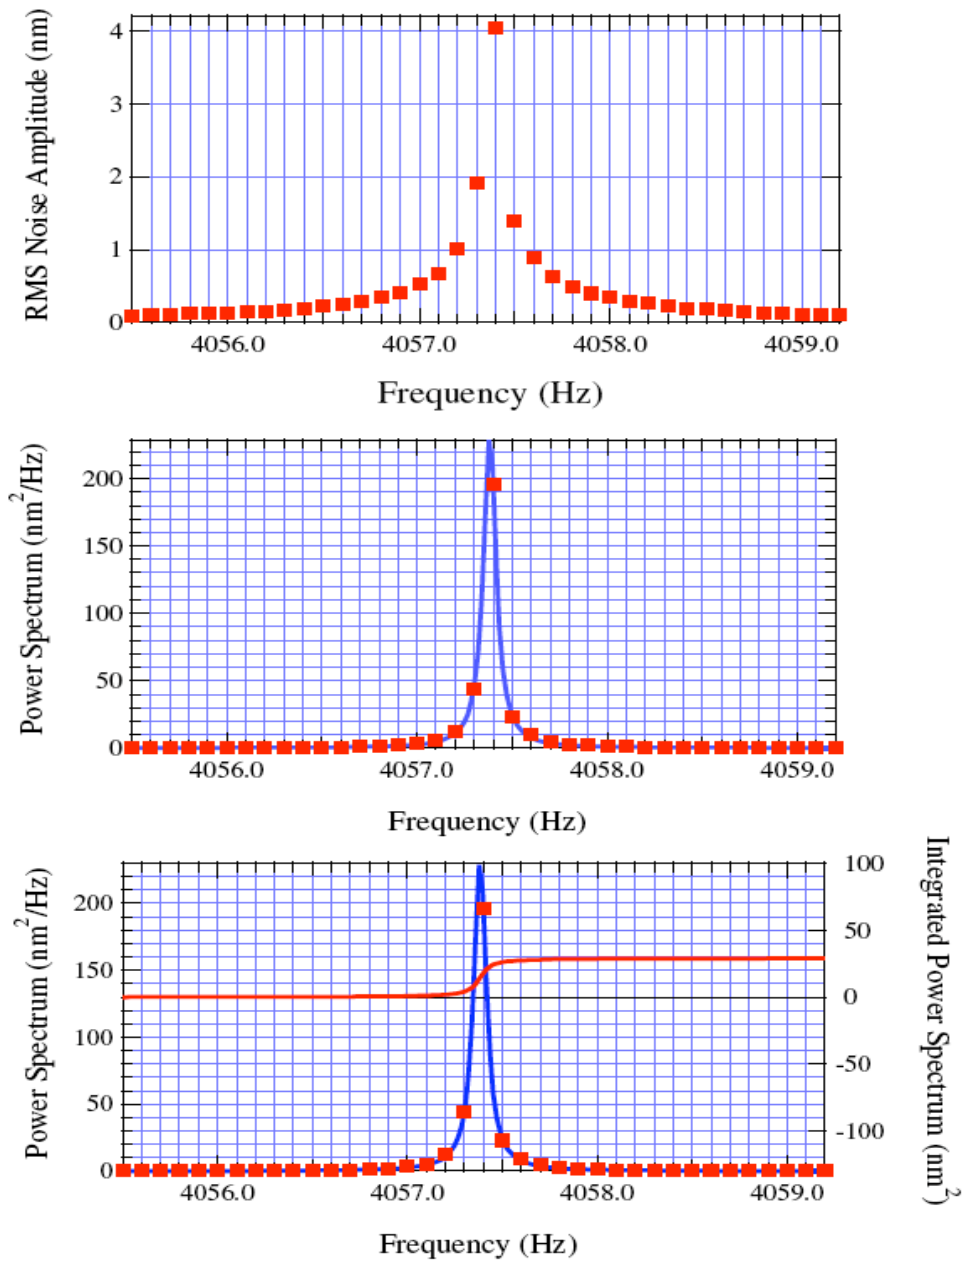 RMS Noise Amplitude (nm)
4
3
2
1
0
4056.0 4057.0 4058.0 4059.0
Frequency (Hz)
Power Spectrum (nm²/Hz)
200
150
100
50
0
4056.0 4057.0 4058.0 4059.0
Frequency (Hz)
Power Spectrum (nm²/Hz)
200
150
100
50
0
4056.0 4057.0 4058.0 4059.0
Frequency (Hz)
100
50
0
-50
-100
Integrated Power Spectrum (nm²)